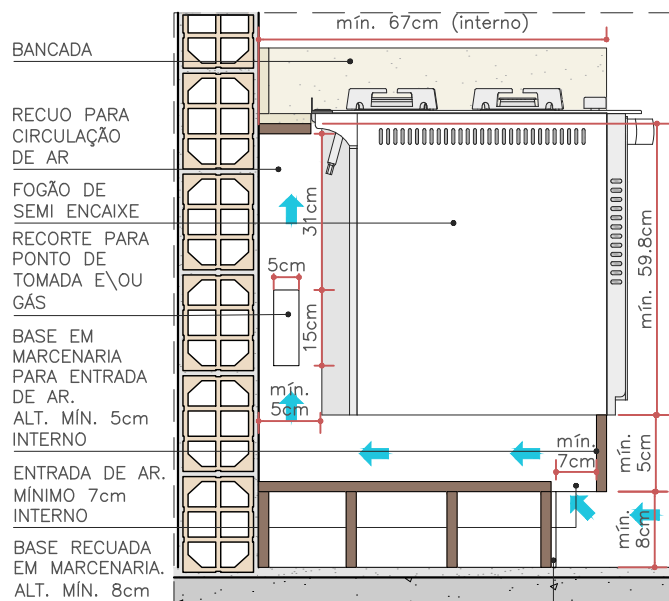 mín. 67cm (interno)
BANCADA
RECUO PARA
CIRCULAÇÃO
DE AR
FOGÃO DE
SEMI ENCAIXE
RECORTE PARA
PONTO DE
TOMADA E\OU
GÁS
BASE EM
MARCENARIA
PARA ENTRADA
DE AR.
ALT. MÍN. 5cm
INTERNO
ENTRADA DE AR.
MÍNIMO 7cm
INTERNO
BASE RECUADA
EM MARCENARIA.
ALT. MÍN. 8cm
31cm
5cm
15cm
mín.
5cm
mín. 59.8cm
mín.
7cm
mín.
5cm
mín.
8cm